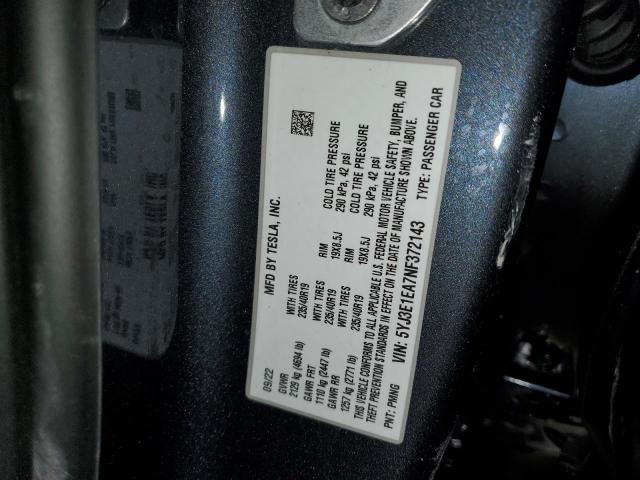 MFD BY TESLA, INC.
09/22
GVWR
2129 kg (4694 lb)
GAWR FRT
1110 kg (2447 lb)
WITH TIRES
235/40R19
RIM
19X8.5J
COLD TIRE PRESSURE
290 kPa, 42 psi
GAWR RR
1257 kg (2771 lb)
WITH TIRES
235/40R19
RIM
19X8.5J
COLD TIRE PRESSURE
290 kPa, 42 psi
THIS VEHICLE CONFORMS TO ALL APPLICABLE U.S. FEDERAL MOTOR VEHICLE SAFETY, BUMPER, AND
THEFT PREVENTION STANDARDS IN EFFECT ON THE DATE OF MANUFACTURE SHOWN ABOVE.
PNT: PMNG VIN: 5YJ3E1EA7NF372143 TYPE: PASSENGER CAR